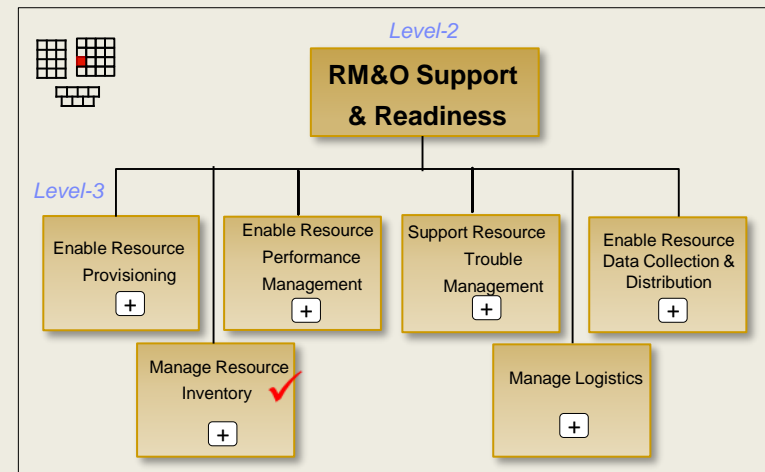 Level-2
RM&O Support
& Readiness
Level-3
Enable Resource
Provisioning
+
Enable Resource
Performance
Management
+
Support Resource
Trouble
Management
+
Enable Resource
Data Collection &
Distribution
+
Manage Resource
Inventory
+
Manage Logistics
+